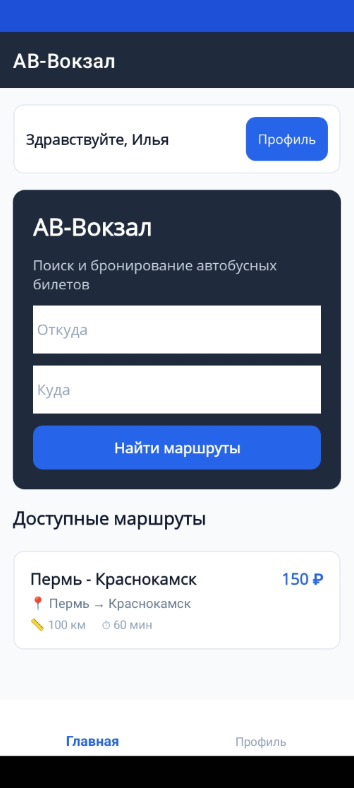 АВ-Вокзал
Здравствуйте, Илья
Профиль
АВ-Вокзал
Поиск и бронирование автобусных
билетов
Откуда
Куда
Найти маршруты
Доступные маршруты
Пермь - Краснокамск 150 ₽
📍 Пермь → Краснокамск
📏 100 км ⏱ 60 мин
Главная Профиль